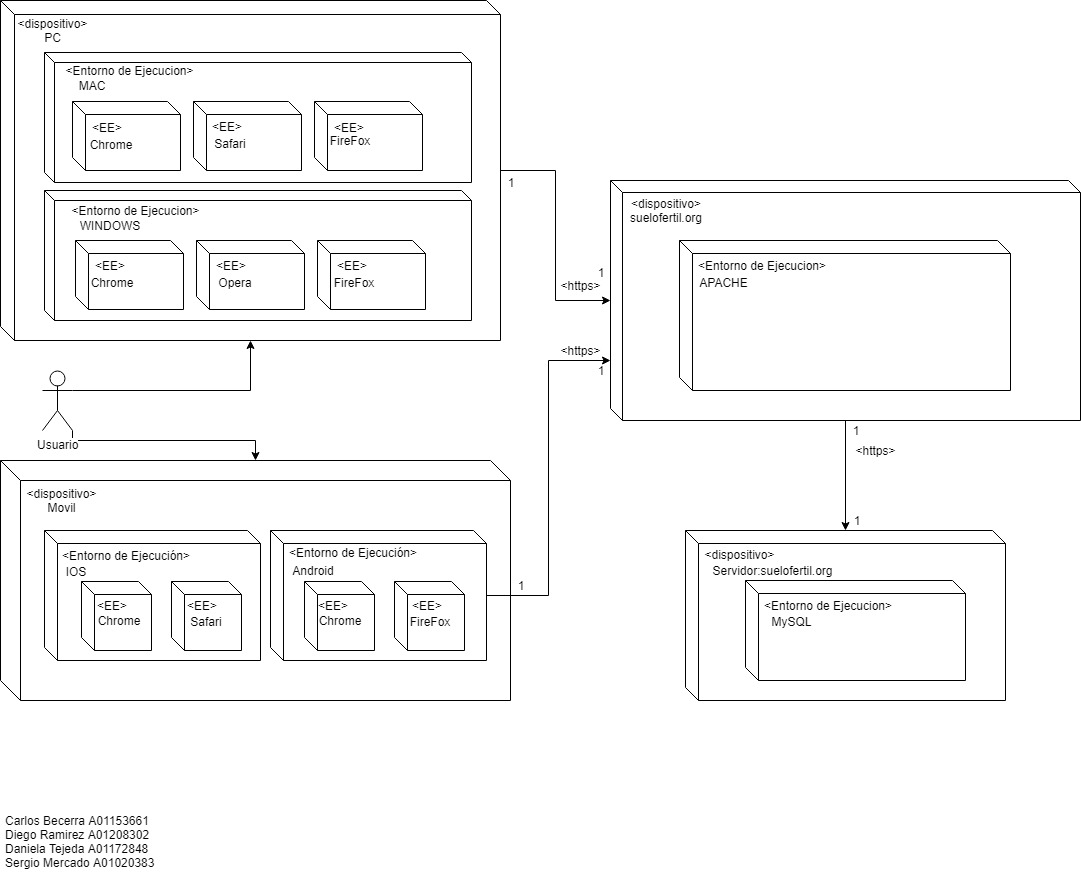 <dispositivo>
PC
<Entorno de Ejecucion>
MAC
<EE>
Chrome
<EE>
Safari
<EE>
FireFox
<Entorno de Ejecucion>
WINDOWS
<EE>
Chrome
<EE>
Opera
<EE>
FireFox
1
1
<https>
<dispositivo>
suelofertil.org
<Entorno de Ejecucion>
APACHE
<https>
1
Usuario
<dispositivo>
Movil
<Entorno de Ejecución>
IOS
<EE>
Chrome
<EE>
Safari
<Entorno de Ejecución>
Android
<EE>
Chrome
<EE>
FireFox
1
1
<https>
1
<dispositivo>
Servidor:suelofertil.org
<Entorno de Ejecucion>
MySQL
Carlos Becerra A01153661
Diego Ramirez A01208302
Daniela Tejeda A01172848
Sergio Mercado A01020383